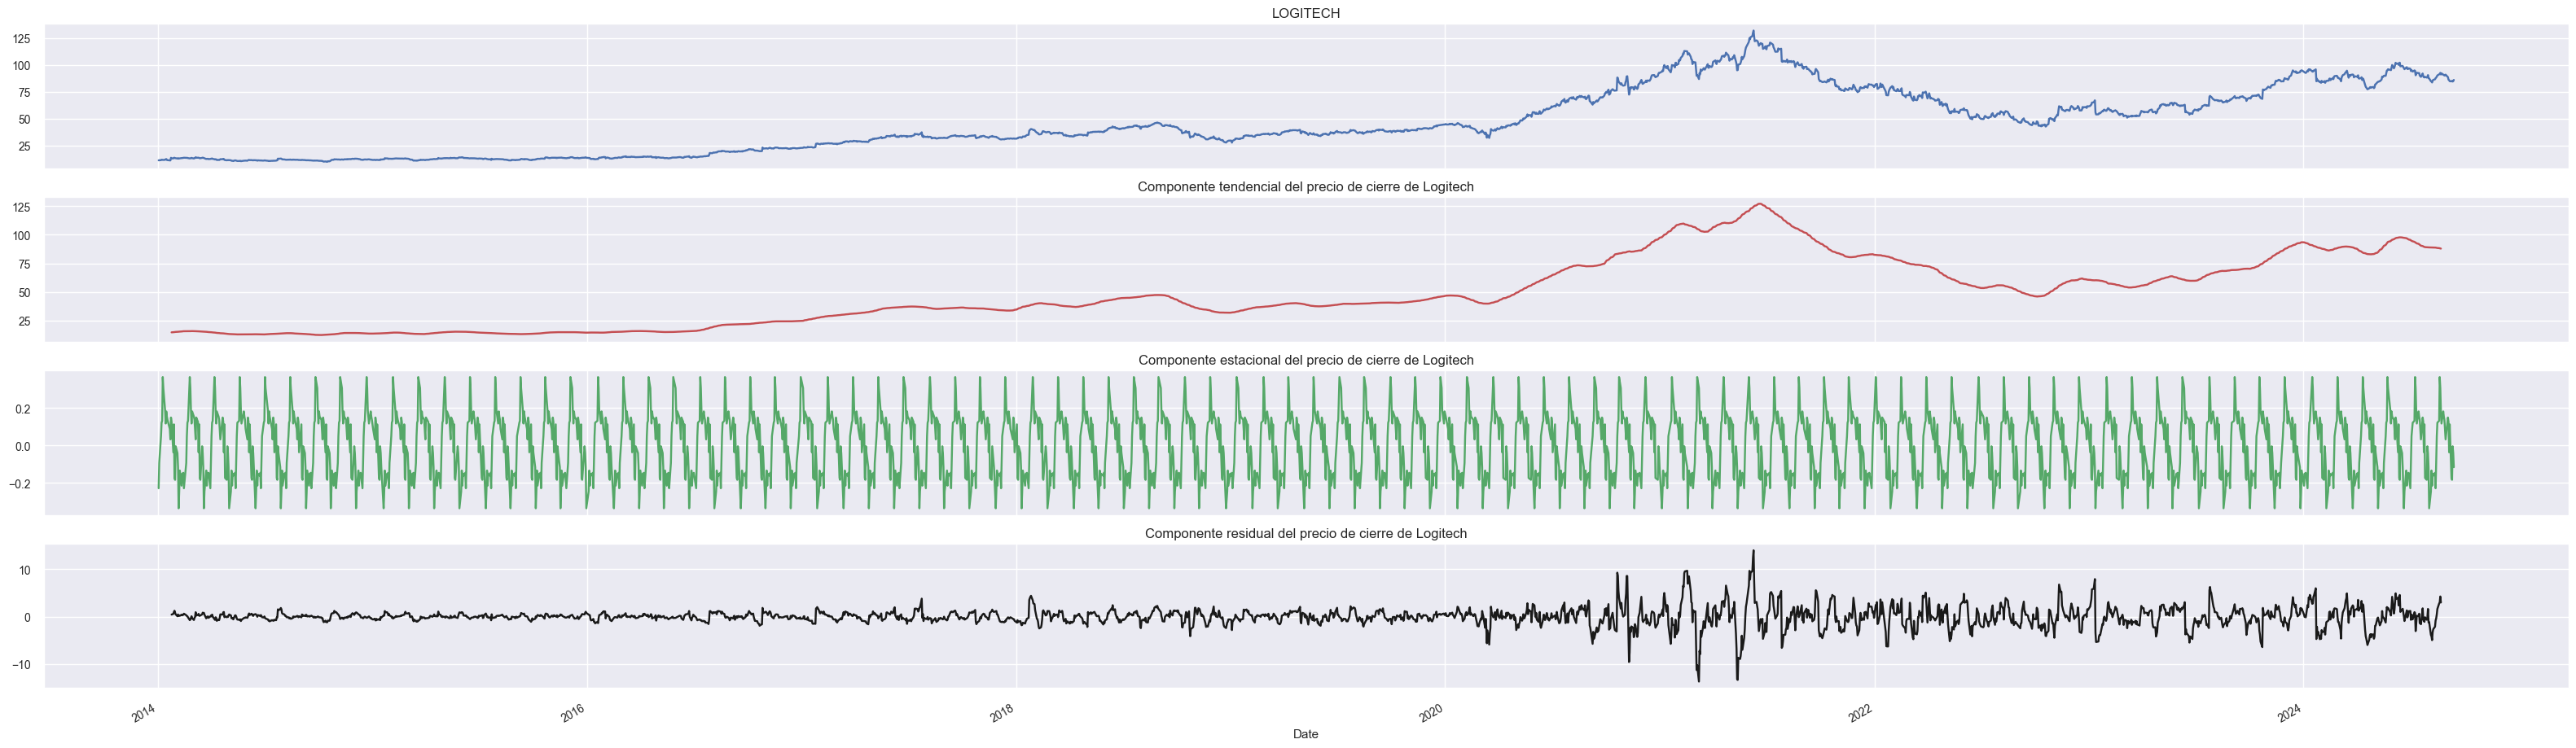 LOGITECH
125
100
75
50
25
Componente tendencial del precio de cierre de Logitech
125
100
75
50
25
Componente estacional del precio de cierre de Logitech
0.2
0.0
−0.2
Componente residual del precio de cierre de Logitech
10
0
−10
2014 2016 2018 2020 2022 2024
Date